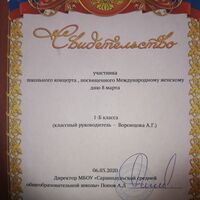 Свидетельство
участника
школьного концерта , посвященного Международному женскому
дню 8 марта
1-Б класса
(классный руководитель – Воронцова А.Г.)
06.03.2020
Директор МБОУ «Саранпаульской средней
общеобразовательной школы» Попов А.А